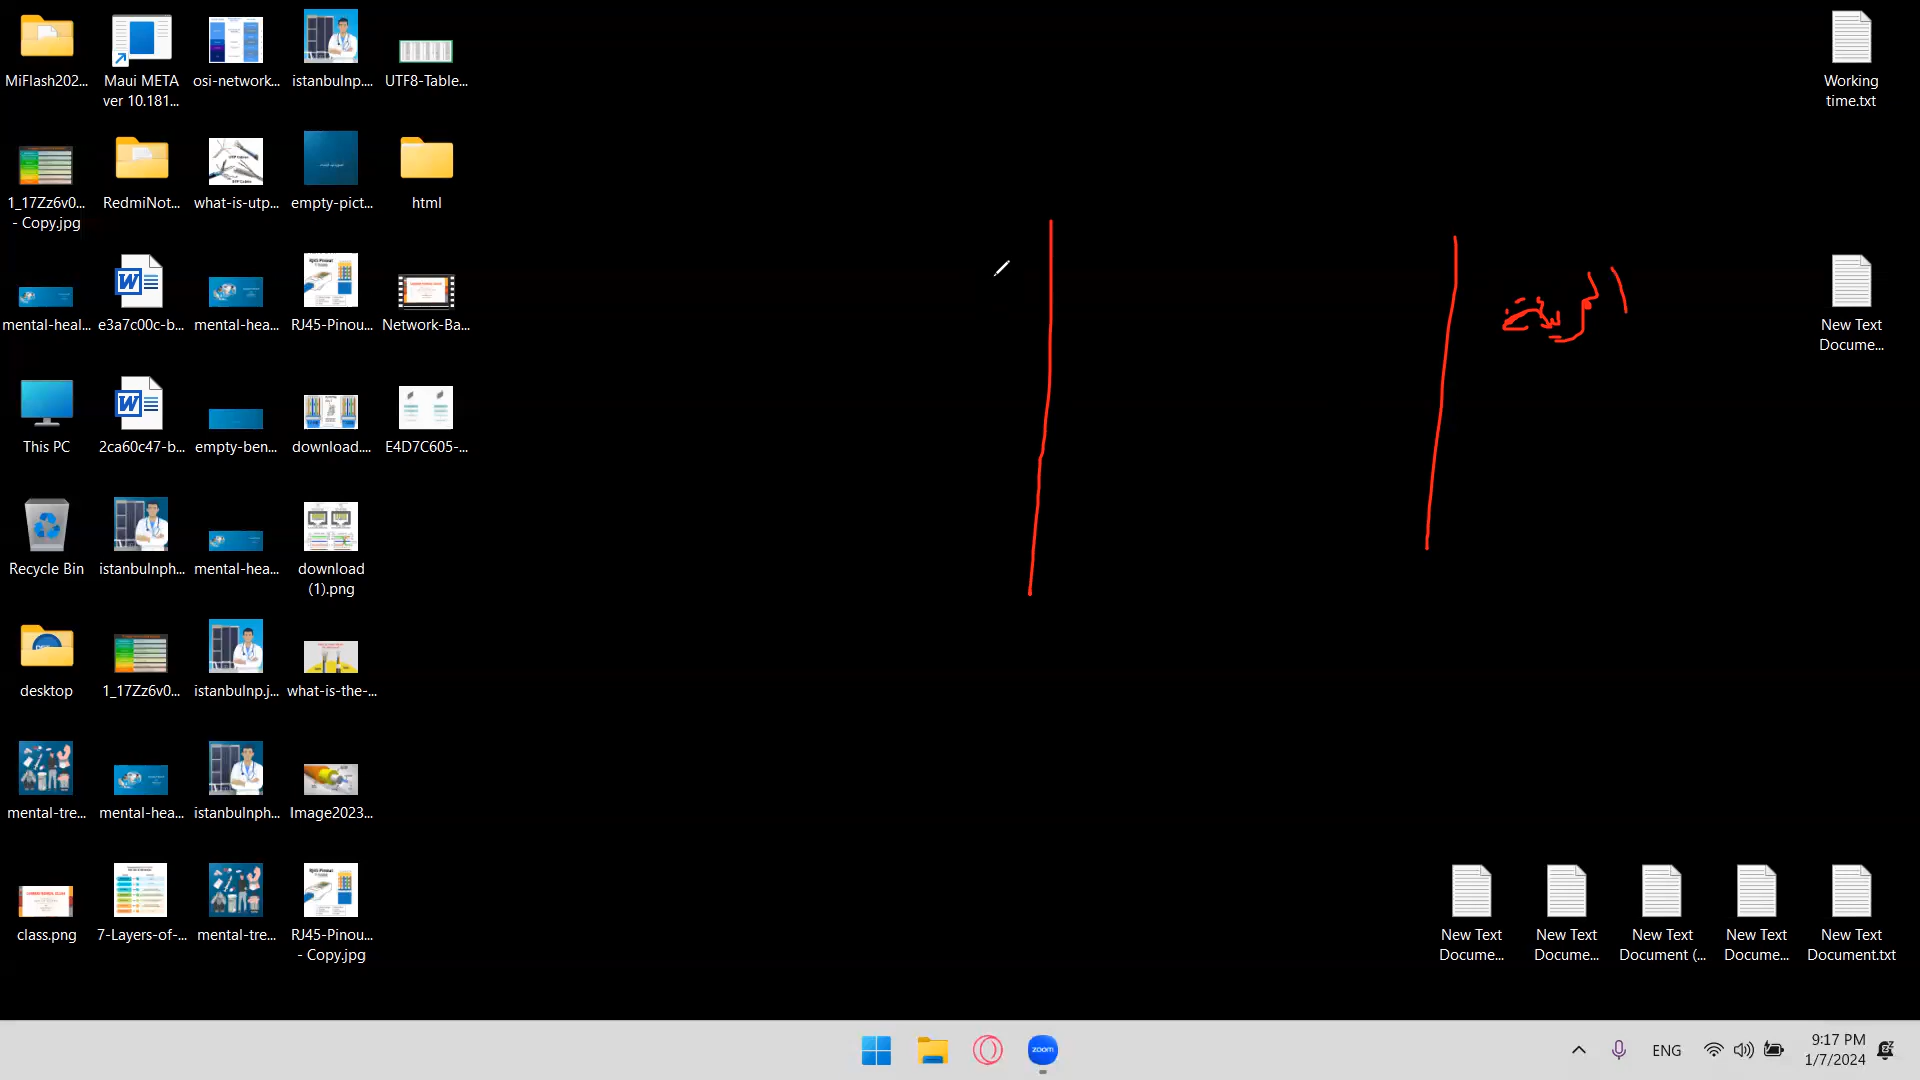 MiFlash202...
Maui META
ver 10.181...
osi-network...
istanbulnp....
UTF8-Table...
Working
time.txt
1_17Zz6v0...
- Copy.jpg
RedmiNot...
what-is-utp...
empty-pict...
html
mental-heal...
e3a7c00c-b...
mental-hea...
RJ45-Pinou...
Network-Ba...
New Text
Docume...
This PC
2ca60c47-b...
empty-ben...
download....
E4D7C605-...
Recycle Bin
istanbulnph...
mental-hea...
download
(1).png
desktop
1_17Zz6v0...
istanbulnp.j...
what-is-the-...
mental-tre...
mental-hea...
istanbulnph...
Image2023...
class.png
7-Layers-of-...
mental-tre...
RJ45-Pinou...
- Copy.jpg
New Text
Docume...
New Text
Docume...
New Text
Document (...
New Text
Docume...
New Text
Document.txt
zoom
ENG
9:17 PM
1/7/2024